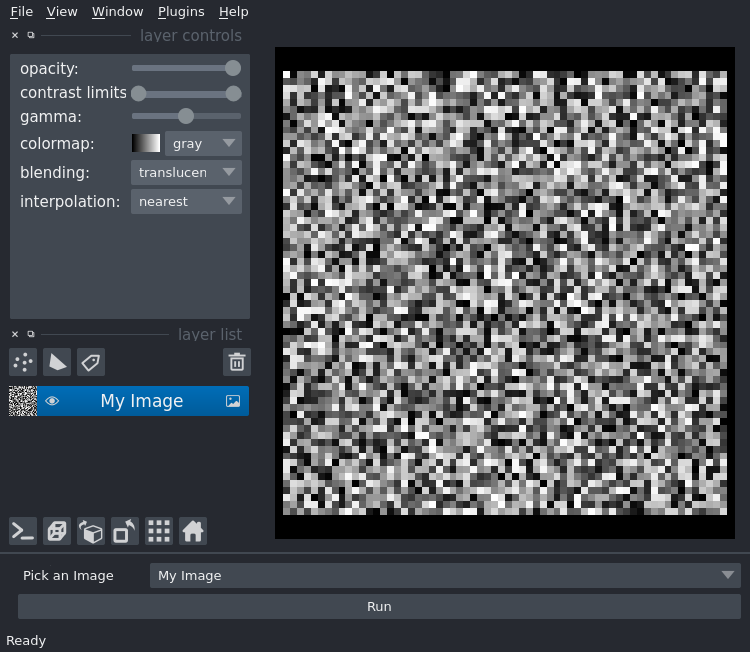 File View Window Plugins Help
layer controls
opacity:
contrast limits
gamma:
colormap: gray
blending: translucen
interpolation: nearest
layer list
My Image
Pick an Image My Image
Run
Ready